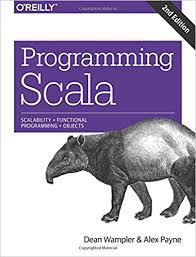 O'REILLY®
2nd Edition
Programming
Scala
SCALABILITY • FUNCTIONAL
PROGRAMMING • OBJECTS
Dean Wampler & Alex Payne